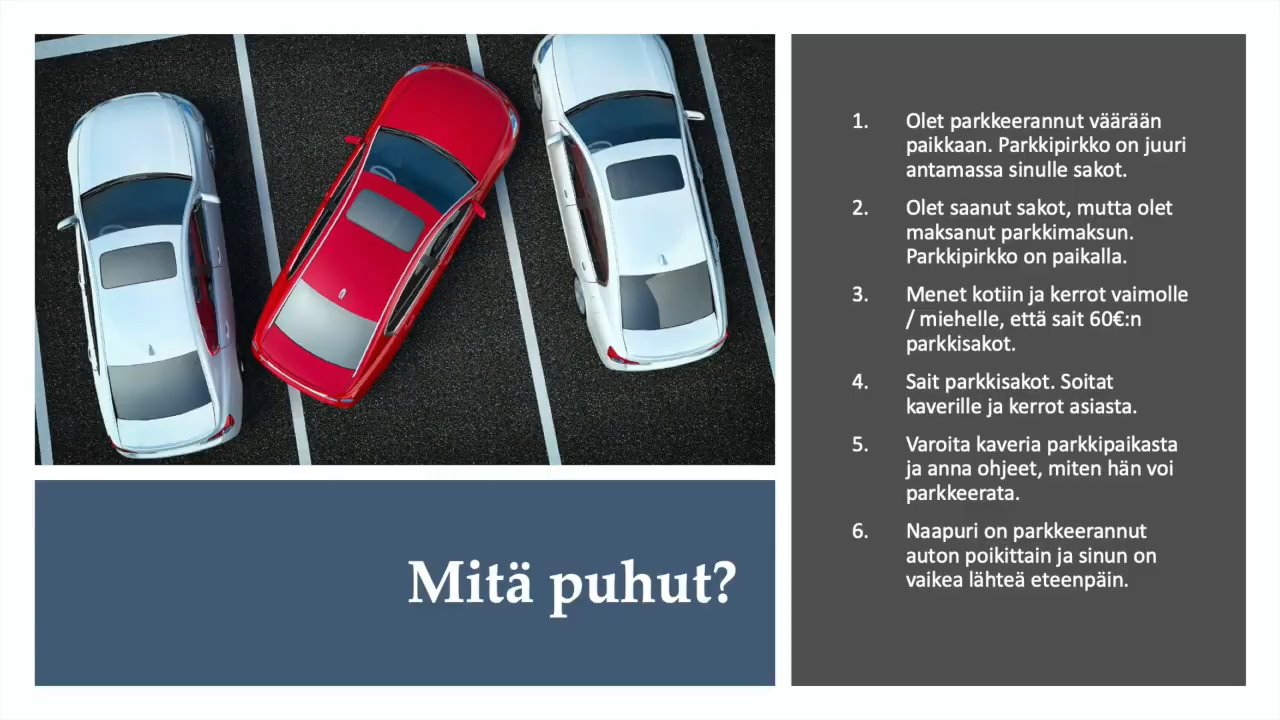 Mitä puhut?
1. Olet parkkeerannut väärään
paikkaan. Parkkipirkko on juuri
antamassa sinulle sakot.
2. Olet saanut sakot, mutta olet
maksanut parkkimaksun.
Parkkipirkko on paikalla.
3. Menet kotiin ja kerrot vaimolle
/ miehelle, että sait 60€:n
parkkisakot.
4. Sait parkkisakot. Soitat
kaverille ja kerrot asiasta.
5. Varoita kaveria parkkipaikasta
ja anna ohjeet, miten hän voi
parkkeerata.
6. Naapuri on parkkeerannut
auton poikittain ja sinun on
vaikea lähteä eteenpäin.